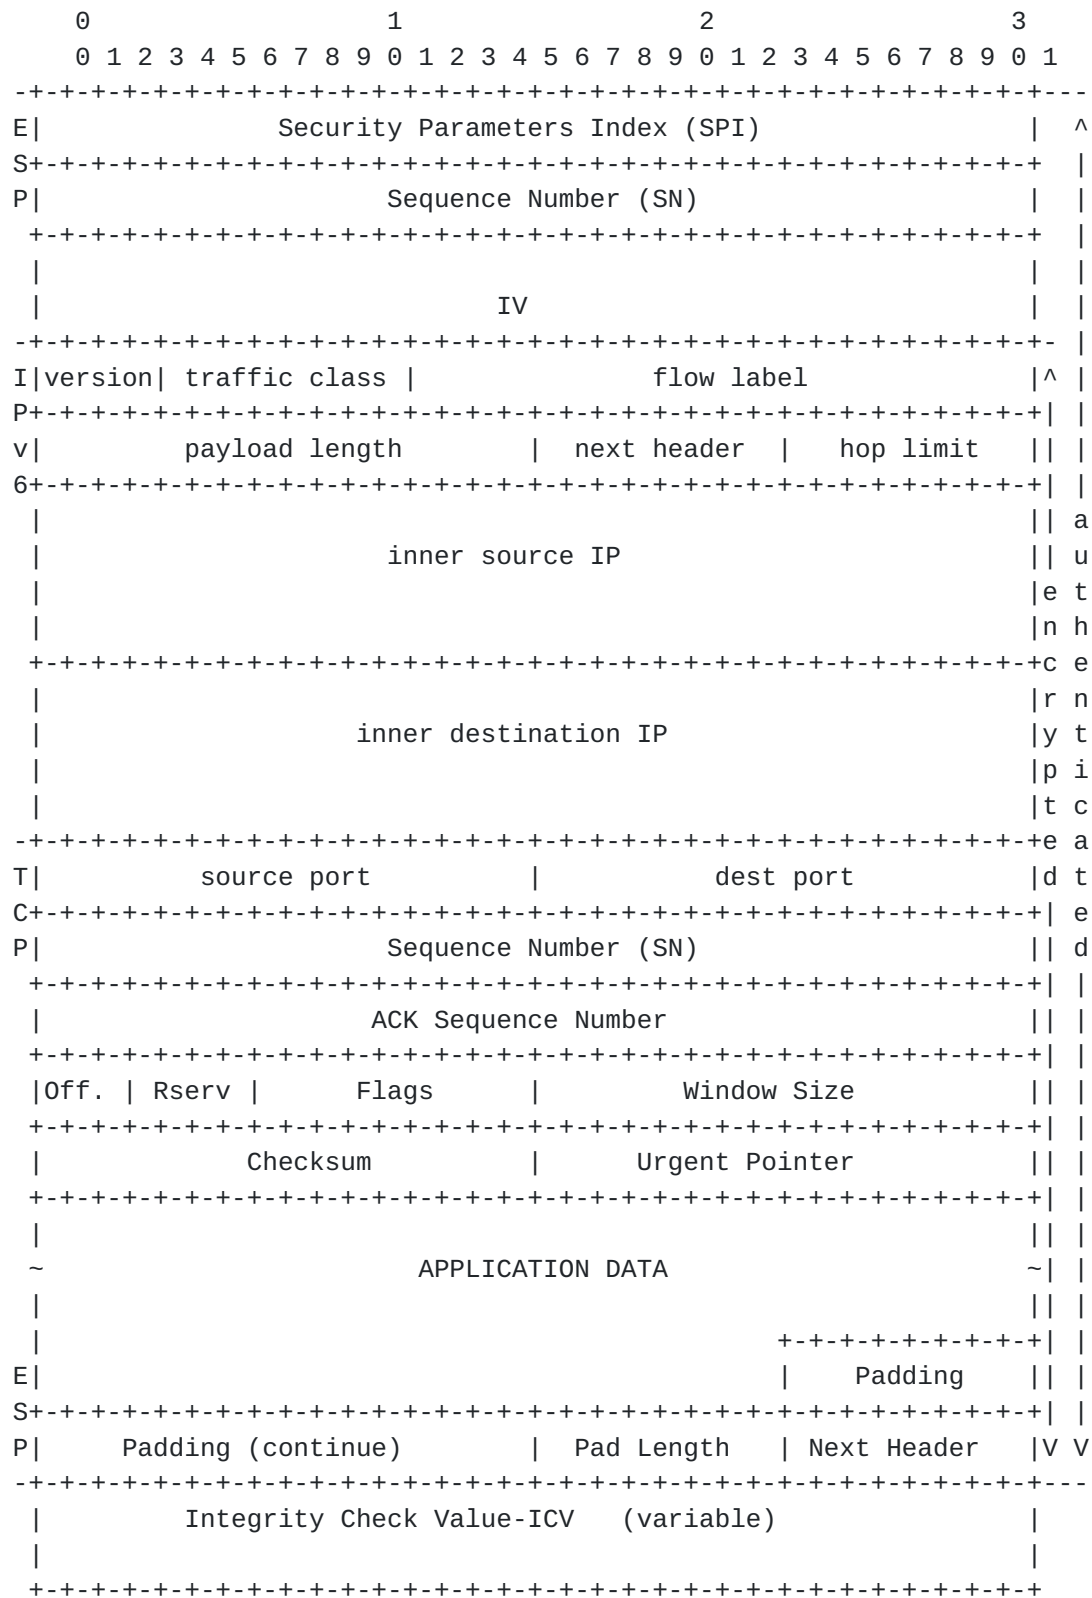 0                   1                   2                   3
    0 1 2 3 4 5 6 7 8 9 0 1 2 3 4 5 6 7 8 9 0 1 2 3 4 5 6 7 8 9 0 1
-+-+-+-+-+-+-+-+-+-+-+-+-+-+-+-+-+-+-+-+-+-+-+-+-+-+-+-+-+-+-+-+-+---
E|               Security Parameters Index (SPI)                 |  ^
S+-+-+-+-+-+-+-+-+-+-+-+-+-+-+-+-+-+-+-+-+-+-+-+-+-+-+-+-+-+-+-+-+  |
P|                      Sequence Number (SN)                     |  |
 +-+-+-+-+-+-+-+-+-+-+-+-+-+-+-+-+-+-+-+-+-+-+-+-+-+-+-+-+-+-+-+-+  |
 |                                                               |  |
 |                             IV                                |  |
-+-+-+-+-+-+-+-+-+-+-+-+-+-+-+-+-+-+-+-+-+-+-+-+-+-+-+-+-+-+-+-+-+- |
I|version| traffic class |               flow label              |^ |
P+-+-+-+-+-+-+-+-+-+-+-+-+-+-+-+-+-+-+-+-+-+-+-+-+-+-+-+-+-+-+-+-+| |
v|         payload length        |  next header  |   hop limit   || |
6+-+-+-+-+-+-+-+-+-+-+-+-+-+-+-+-+-+-+-+-+-+-+-+-+-+-+-+-+-+-+-+-+| |
 |                                                               || a
 |                      inner source IP                          || u
 |                                                               |e t
 |                                                               |n h
 +-+-+-+-+-+-+-+-+-+-+-+-+-+-+-+-+-+-+-+-+-+-+-+-+-+-+-+-+-+-+-+-+c e
 |                                                               |r n
 |                    inner destination IP                       |y t
 |                                                               |p i
 |                                                               |t c
-+-+-+-+-+-+-+-+-+-+-+-+-+-+-+-+-+-+-+-+-+-+-+-+-+-+-+-+-+-+-+-+-+e a
T|          source port          |           dest port           |d t
C+-+-+-+-+-+-+-+-+-+-+-+-+-+-+-+-+-+-+-+-+-+-+-+-+-+-+-+-+-+-+-+-+| e
P|                      Sequence Number (SN)                     || d
 +-+-+-+-+-+-+-+-+-+-+-+-+-+-+-+-+-+-+-+-+-+-+-+-+-+-+-+-+-+-+-+-+| |
 |                     ACK Sequence Number                       || |
 +-+-+-+-+-+-+-+-+-+-+-+-+-+-+-+-+-+-+-+-+-+-+-+-+-+-+-+-+-+-+-+-+| |
 |Off. | Rserv |      Flags      |         Window Size           || |
 +-+-+-+-+-+-+-+-+-+-+-+-+-+-+-+-+-+-+-+-+-+-+-+-+-+-+-+-+-+-+-+-+| |
 |             Checksum          |      Urgent Pointer           || |
 +-+-+-+-+-+-+-+-+-+-+-+-+-+-+-+-+-+-+-+-+-+-+-+-+-+-+-+-+-+-+-+-+| |
 |                                                               || |
 ~                        APPLICATION DATA                       ~| |
 |                                                               || |
 |                                               +-+-+-+-+-+-+-+-+| |
E|                                               |    Padding    || |
S+-+-+-+-+-+-+-+-+-+-+-+-+-+-+-+-+-+-+-+-+-+-+-+-+-+-+-+-+-+-+-+-+| |
P|     Padding (continue)        |  Pad Length   | Next Header   |V V
-+-+-+-+-+-+-+-+-+-+-+-+-+-+-+-+-+-+-+-+-+-+-+-+-+-+-+-+-+-+-+-+-+---
 |         Integrity Check Value-ICV   (variable)                |
 |                                                               |
 +-+-+-+-+-+-+-+-+-+-+-+-+-+-+-+-+-+-+-+-+-+-+-+-+-+-+-+-+-+-+-+-+